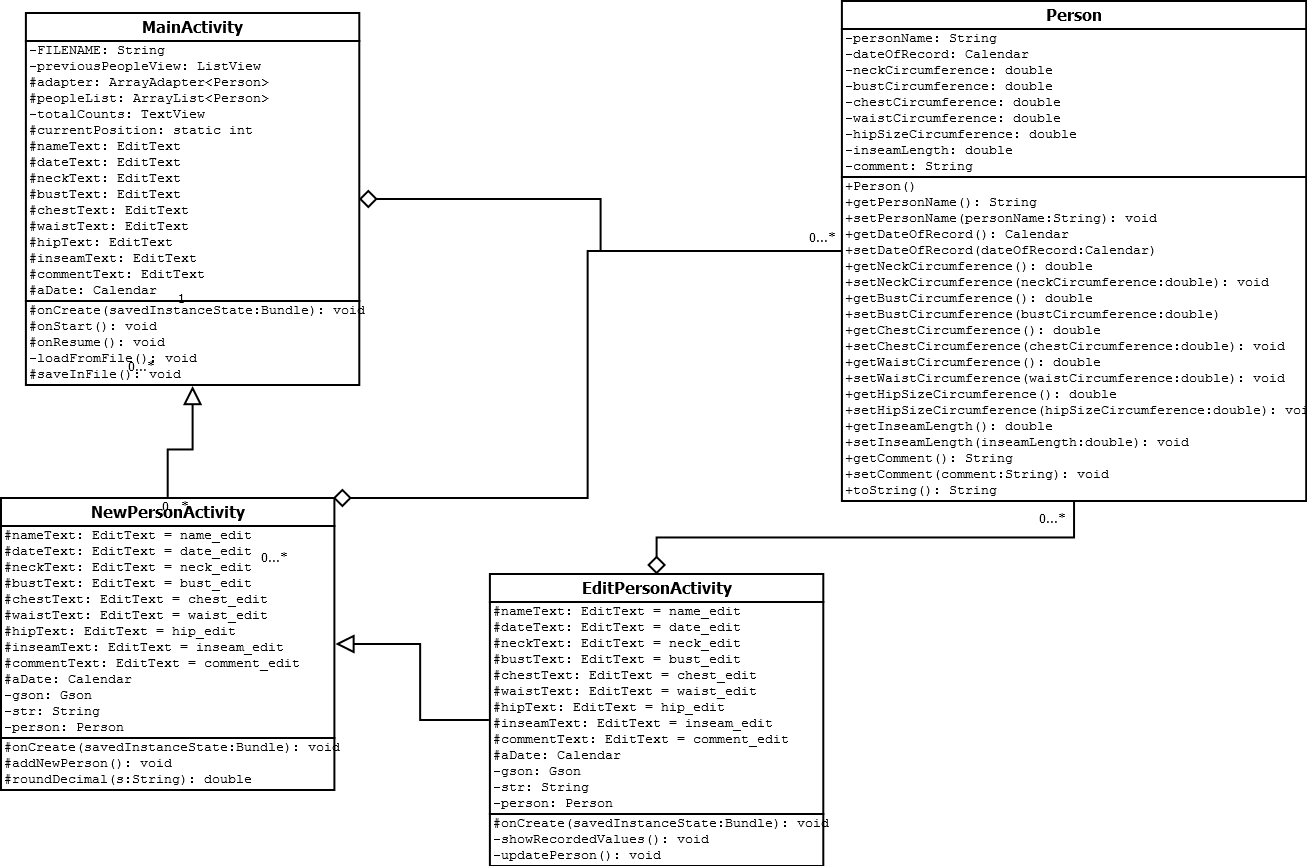 MainActivity
-FILENAME: String
-previousPeopleView: ListView
#adapter: ArrayAdapter<Person>
#peopleList: ArrayList<Person>
-totalCounts: TextView
#currentPosition: static int
#nameText: EditText
#dateText: EditText
#neckText: EditText
#bustText: EditText
#chestText: EditText
#waistText: EditText
#hipText: EditText
#inseamText: EditText
#commentText: EditText
#aDate: Calendar
1
#onCreate(savedInstanceState:Bundle): void
#onStart(): void
#onResume(): void
-loadFromFile(): void
0...*
#saveInFile(): void
Person
-personName: String
-dateOfRecord: Calendar
-neckCircumference: double
-bustCircumference: double
-chestCircumference: double
-waistCircumference: double
-hipSizeCircumference: double
-inseamLength: double
-comment: String
+Person()
+getPersonName(): String
+setPersonName(personName:String): void
+getDateOfRecord(): Calendar
+setDateOfRecord(dateOfRecord:Calendar)
+getNeckCircumference(): double
+setNeckCircumference(neckCircumference:double): void
+getBustCircumference(): double
+setBustCircumference(bustCircumference:double)
+getChestCircumference(): double
+setChestCircumference(chestCircumference:double): void
+getWaistCircumference(): double
+setWaistCircumference(waistCircumference:double): void
+getHipSizeCircumference(): double
+setHipSizeCircumference(hipSizeCircumference:double): voi
+getInseamLength(): double
+setInseamLength(inseamLength:double): void
+getComment(): String
+setComment(comment:String): void
+toString(): String
0...*
0...*
0...*
NewPersonActivity
#nameText: EditText = name_edit
#dateText: EditText = date_edit
0...*
#neckText: EditText = neck_edit
#bustText: EditText = bust_edit
#chestText: EditText = chest_edit
#waistText: EditText = waist_edit
#hipText: EditText = hip_edit
#inseamText: EditText = inseam_edit
#commentText: EditText = comment_edit
#aDate: Calendar
-gson: Gson
-str: String
-person: Person
#onCreate(savedInstanceState:Bundle): void
#addNewPerson(): void
#roundDecimal(s:String): double
EditPersonActivity
#nameText: EditText = name_edit
#dateText: EditText = date_edit
#neckText: EditText = neck_edit
#bustText: EditText = bust_edit
#chestText: EditText = chest_edit
#waistText: EditText = waist_edit
#hipText: EditText = hip_edit
#inseamText: EditText = inseam_edit
#commentText: EditText = comment_edit
#aDate: Calendar
-gson: Gson
-str: String
-person: Person
#onCreate(savedInstanceState:Bundle): void
-showRecordedValues(): void
-updatePerson(): void